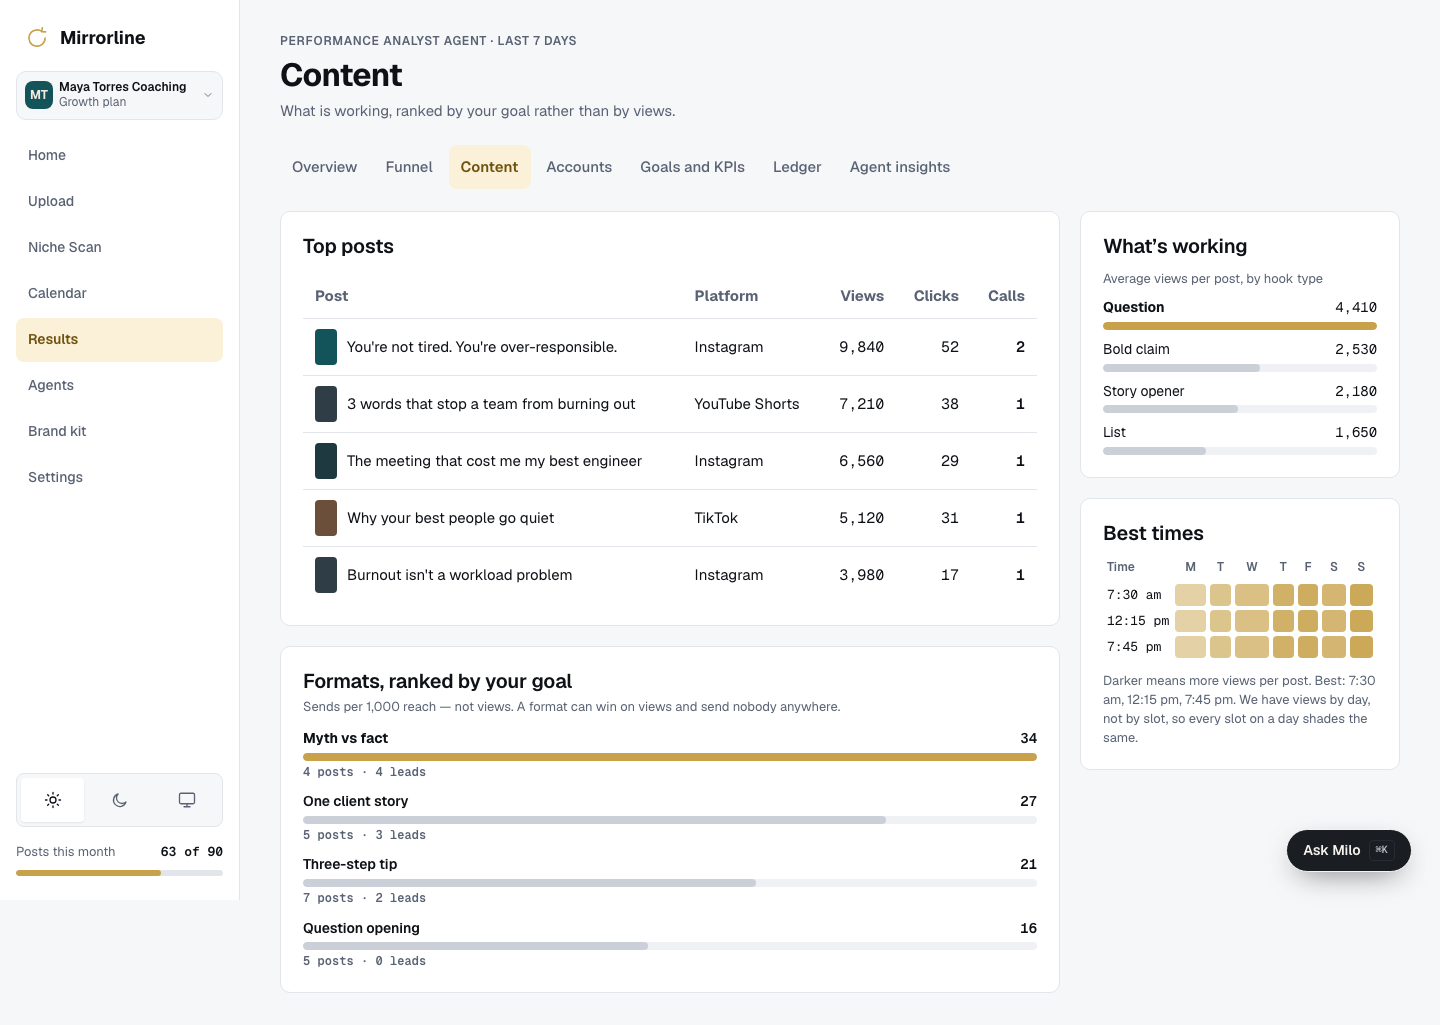 Mirrorline
MT
Maya Torres Coaching
Growth plan
Home
Upload
Niche Scan
Calendar
Results
Agents
Brand kit
Settings
Posts this month 63 of 90
PERFORMANCE ANALYST AGENT · LAST 7 DAYS
Content
What is working, ranked by your goal rather than by views.
Overview Funnel Content Accounts Goals and KPIs Ledger Agent insights
Top posts
Post Platform Views Clicks Calls
You're not tired. You're over-responsible. Instagram 9,840 52 2
3 words that stop a team from burning out YouTube Shorts 7,210 38 1
The meeting that cost me my best engineer Instagram 6,560 29 1
Why your best people go quiet TikTok 5,120 31 1
Burnout isn't a workload problem Instagram 3,980 17 1
Formats, ranked by your goal
Sends per 1,000 reach — not views. A format can win on views and send nobody anywhere.
Myth vs fact 34
4 posts · 4 leads
One client story 27
5 posts · 3 leads
Three-step tip 21
7 posts · 2 leads
Question opening 16
5 posts · 0 leads
What's working
Average views per post, by hook type
Question 4,410
Bold claim 2,530
Story opener 2,180
List 1,650
Best times
Time M T W T F S S
7:30 am
12:15 pm
7:45 pm
Darker means more views per post. Best: 7:30
am, 12:15 pm, 7:45 pm. We have views by day,
not by slot, so every slot on a day shades the
same.
Ask Milo ⌘K